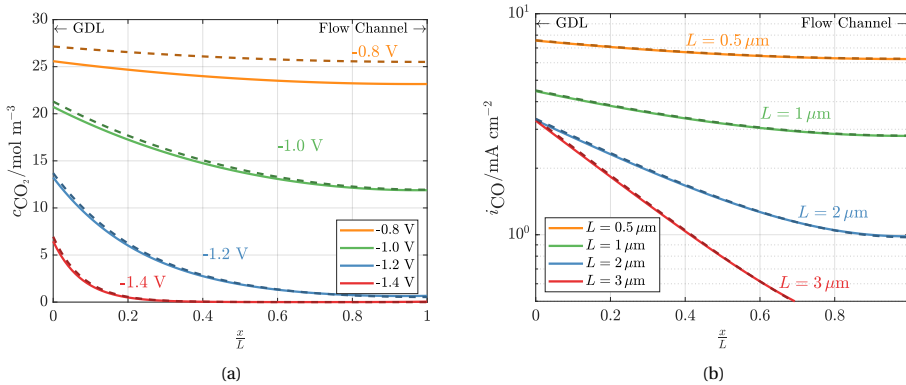 ← GDL
Flow Channel →
30
25
20
15
10
5
0
c_CO₂/mol m⁻³
-0.8 V
-1.0 V
-1.2 V
-1.4 V
-0.8 V
-1.0 V
-1.2 V
-1.4 V
0 0.2 0.4 0.6 0.8 1
x/L
(a)
← GDL
Flow Channel →
10¹
10⁰
i_CO/mA cm⁻²
L = 0.5 μm
L = 1 μm
L = 2 μm
L = 3 μm
L = 0.5 μm
L = 1 μm
L = 2 μm
L = 3 μm
0 0.2 0.4 0.6 0.8
x/L
(b)